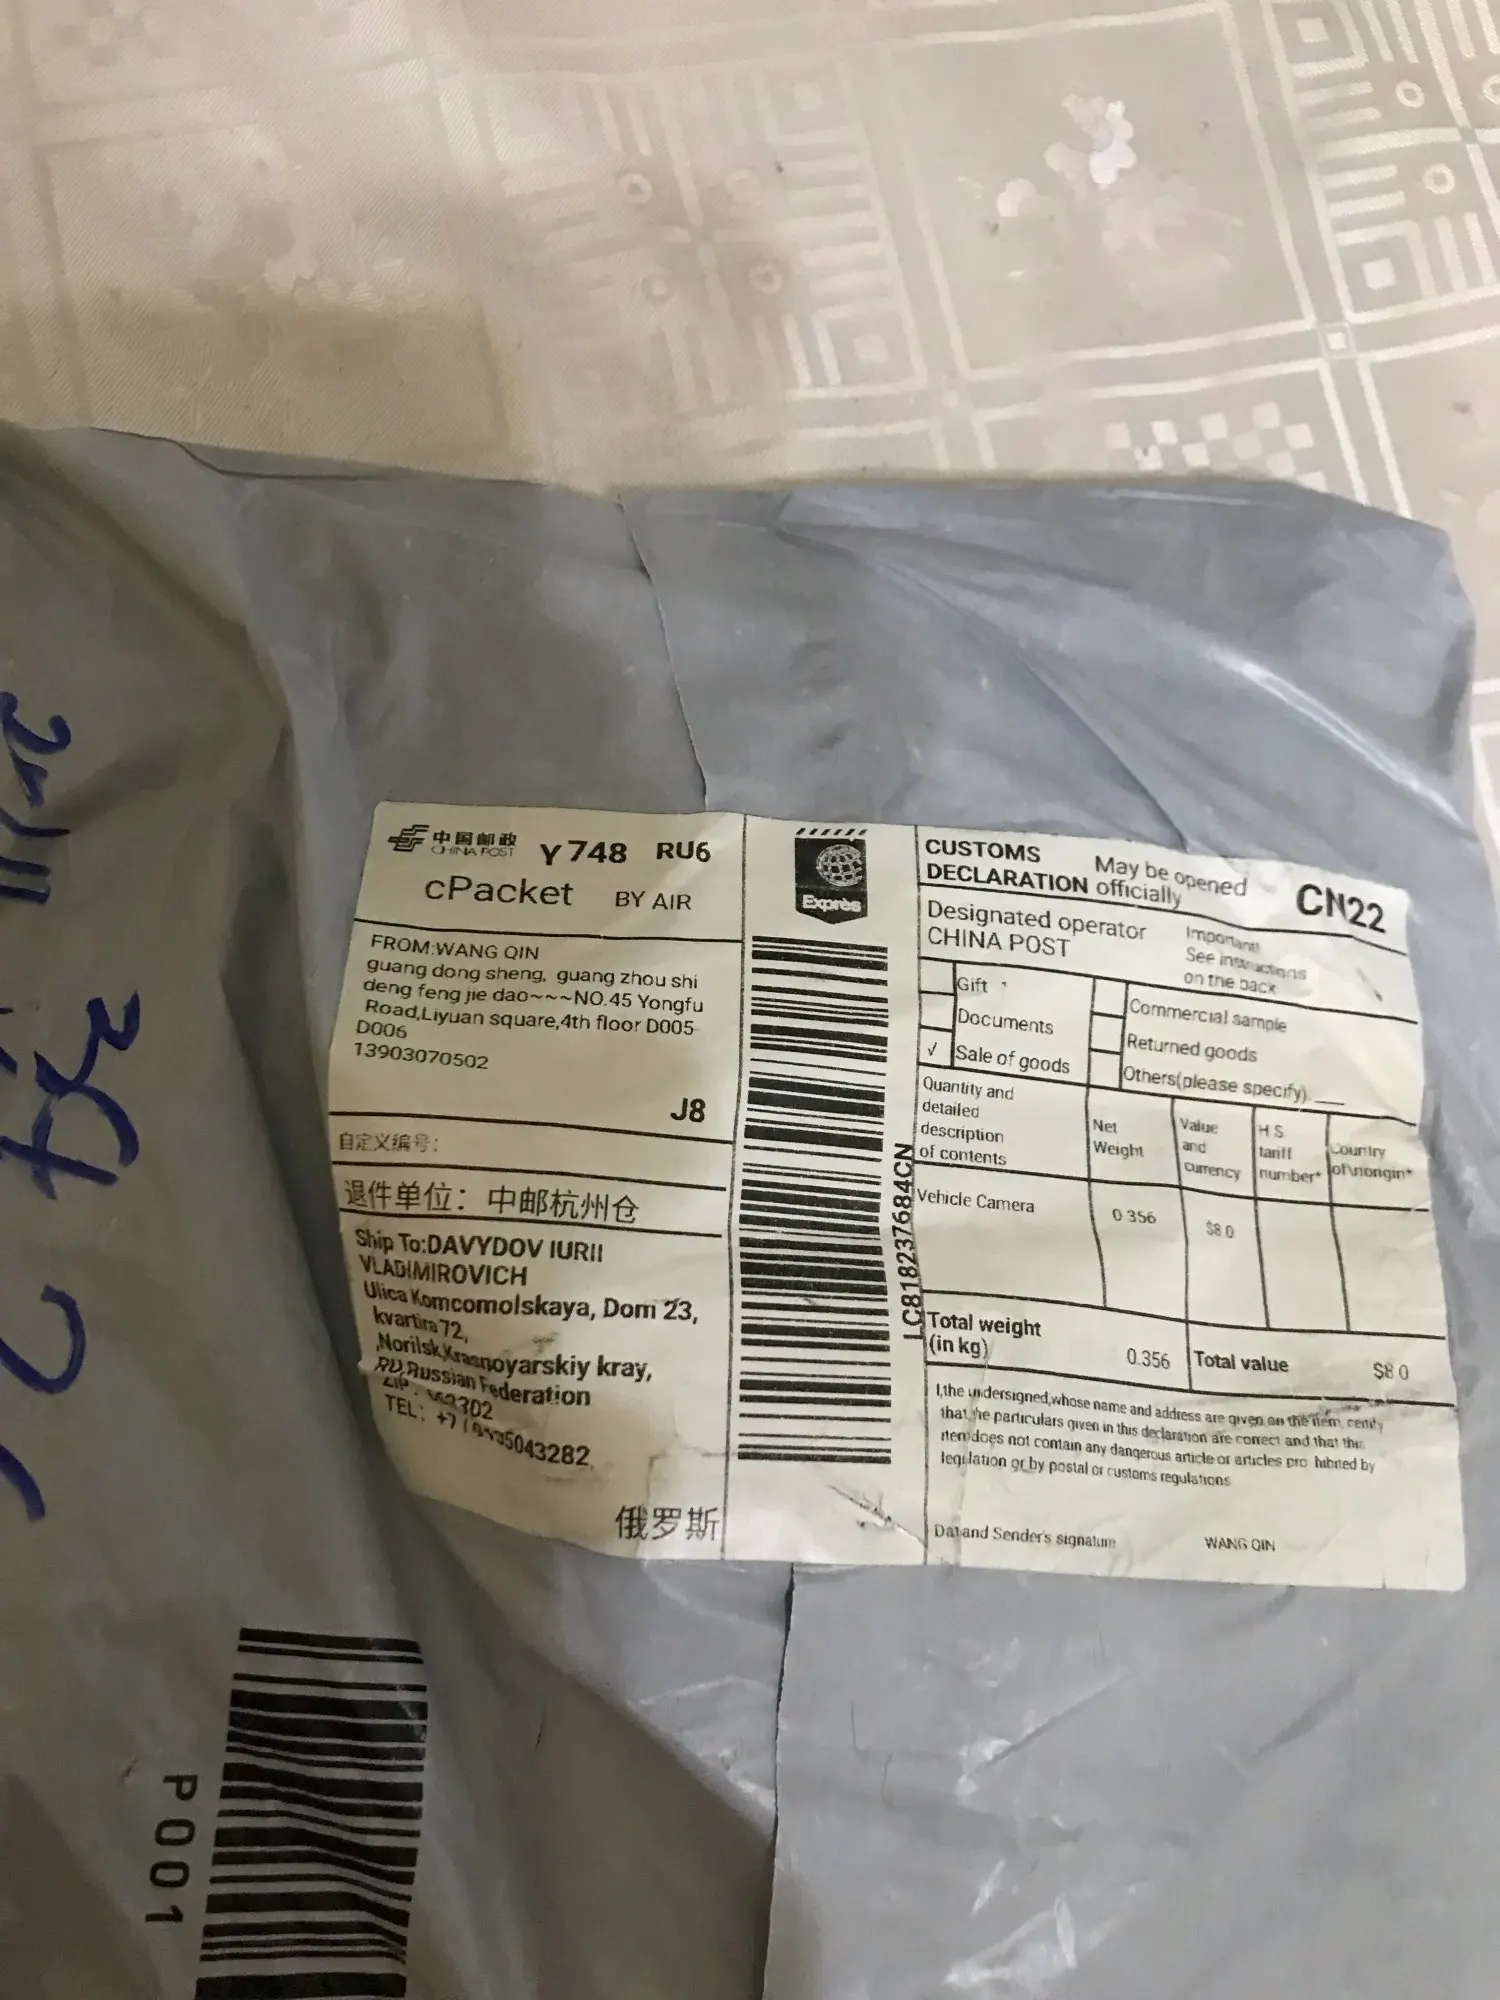 中国邮政
CHINA POST
Y748 RU6
cPacket BY AIR
FROM:WANG QIN
guang dong sheng, guang zhou shi
deng feng jie dao~~~NO.45 Yongfu
Road,Liyuan square,4th floor D005-
D006
13903070502
J8
自定义编号:
退件单位: 中邮杭州仓
Ship To:DAVYDOV IURII
VLADIMIROVICH
Ulica Komcomolskaya, Dom 23,
kvartira 72,
,Norilsk,Krasnoyarskiy kray,
RU,Russian Federation
ZIP:
TEL: +7
俄罗斯
Exprès
LC818237684CN
CUSTOMS
DECLARATION
May be opened
officially
CN22
Designated operator
CHINA POST
Important!
See instructions
on the back
Gift
Documents
√ Sale of goods
Commercial sample
Returned goods
Others(please specify).__
Quantity and
detailed
description
of contents
Net
Weight
Value
and
currency
HS
tariff
number*
Country
Vehicle Camera 0.356 $8.0
Total weight
(in kg) 0.356
Total value $8.0
I,the undersigned,whose name and address are given on the item, certify
that the particulars given in this declaration are correct and that this
item does not contain any dangerous article or articles pro hibited by
legislation or by postal or customs regulations
and Sender's signature WANG QIN
P001